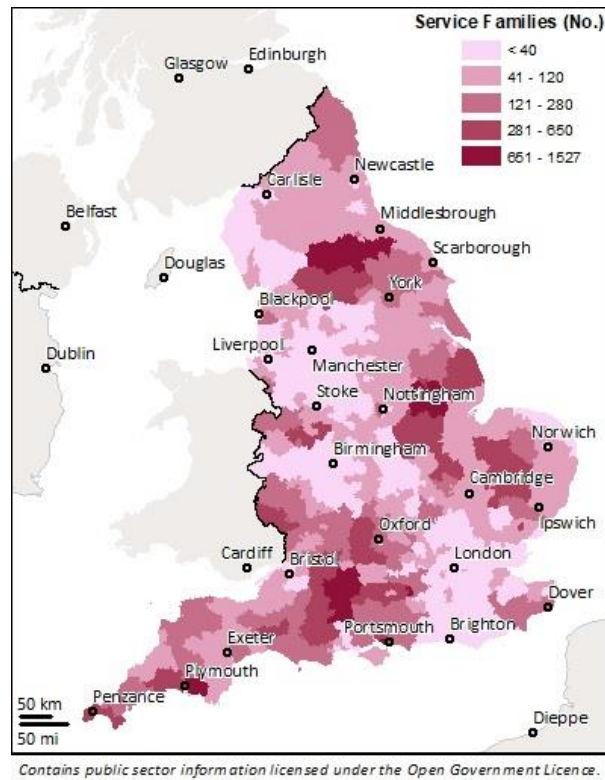 Service Families (No.)
< 40
41 - 120
121 - 280
281 - 650
651 - 1527
Glasgow
Edinburgh
Newcastle
Carlisle
Belfast
Middlesbrough
Scarborough
Douglas
York
Blackpool
Liverpool
Dublin
Manchester
Stoke
Nottingham
Norwich
Birmingham
Cambridge
Ipswich
Oxford
Cardiff
Bristol
London
Dover
Portsmouth
Brighton
Exeter
Plymouth
Penzance
50 km
50 mi
Dieppe
Contains public sector information licensed under the Open Government Licence.